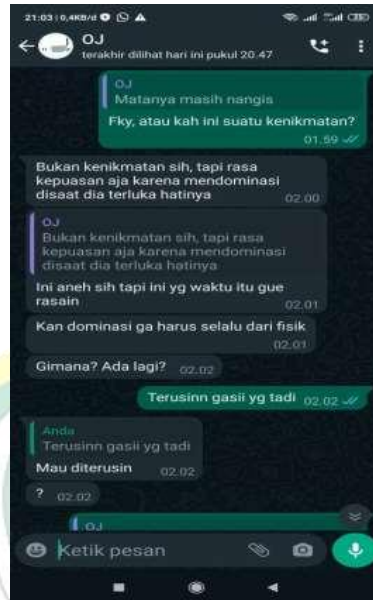 21:03 | 0,4KB/d
OJ
terakhir dilihat hari ini pukul 20.47
OJ
Matanya masih nangis
Fky, atau kah ini suatu kenikmatan?
01.59
Bukan kenikmatan sih, tapi rasa
kepuasan aja karena mendominasi
disaat dia terluka hatinya
02.00
OJ
Bukan kenikmatan sih, tapi rasa
kepuasan aja karena mendominasi
disaat dia terluka hatinya
Ini aneh sih tapi ini yg waktu itu gue
rasain
02.01
Kan dominasi ga harus selalu dari fisik
02.01
Gimana? Ada lagi? 02.02
Terusinn gasii yg tadi 02.02
Anda
Terusinn gasii yg tadi
Mau diterusin 02.02
? 02.02
OJ
Ketik pesan